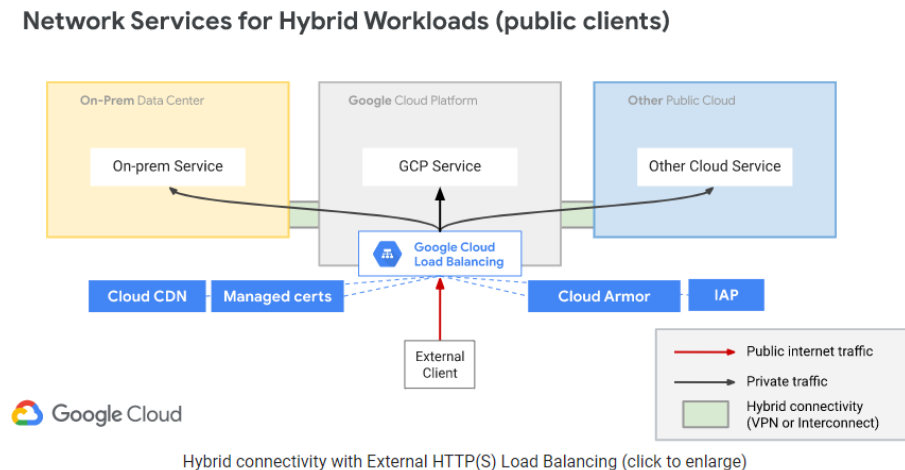 Network Services for Hybrid Workloads (public clients)
On-Prem Data Center
Google Cloud Platform
Other Public Cloud
On-prem Service
GCP Service
Other Cloud Service
Google Cloud
Load Balancing
Cloud CDN
Managed certs
Cloud Armor
IAP
External
Client
Public internet traffic
Private traffic
Hybrid connectivity
(VPN or Interconnect)
Google Cloud
Hybrid connectivity with External HTTP(S) Load Balancing (click to enlarge)